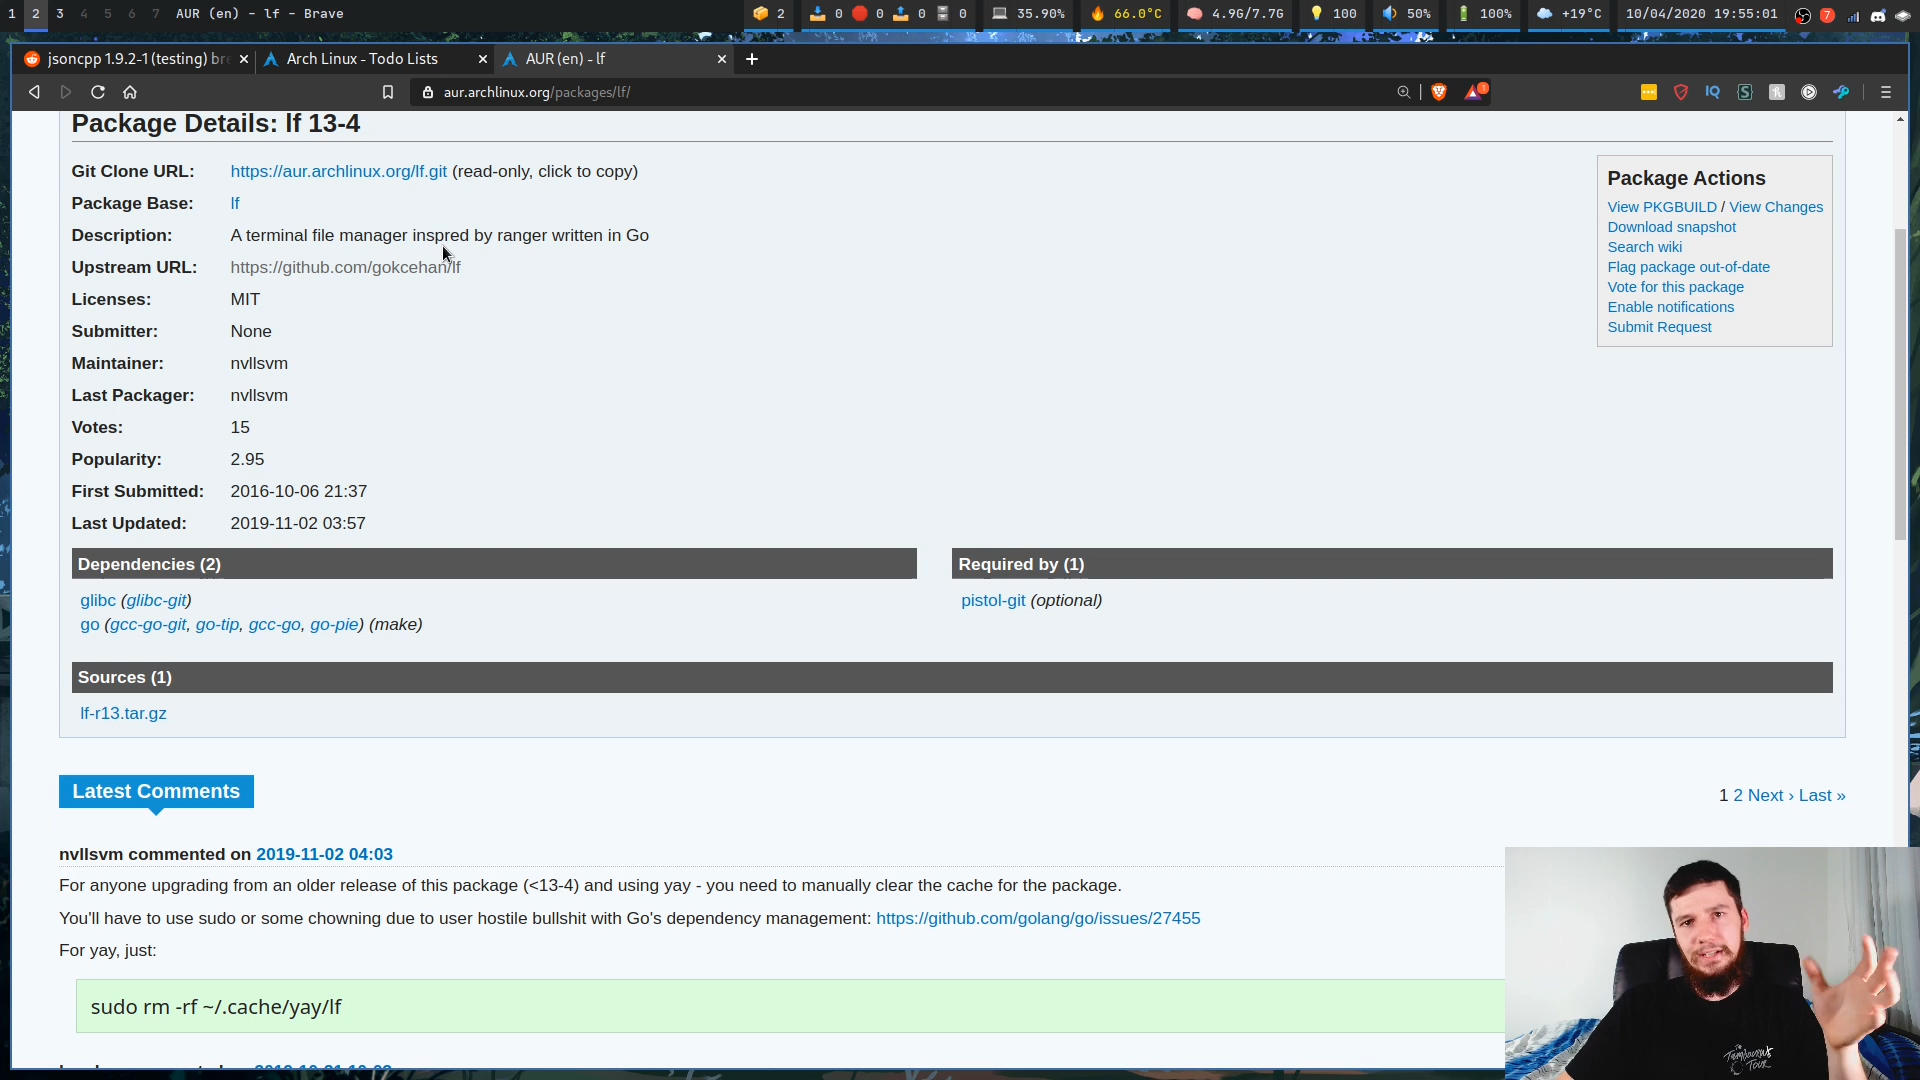 1 2 3 4 5 6 7 AUR (en) - lf - Brave 2 0 0 0 0 35.90% 66.0°C 4.9G/7.7G 100 50% 100% +19°C 10/04/2020 19:55:01 7
jsoncpp 1.9.2-1 (testing) br Arch Linux - Todo Lists AUR (en) - lf
aur.archlinux.org/packages/lf/ 1 IQ
Package Details: lf 13-4
Git Clone URL: https://aur.archlinux.org/lf.git (read-only, click to copy)
Package Base: lf
Description: A terminal file manager inspred by ranger written in Go
Upstream URL: https://github.com/gokcehan/lf
Licenses: MIT
Submitter: None
Maintainer: nvllsvm
Last Packager: nvllsvm
Votes: 15
Popularity: 2.95
First Submitted: 2016-10-06 21:37
Last Updated: 2019-11-02 03:57
Package Actions
View PKGBUILD / View Changes
Download snapshot
Search wiki
Flag package out-of-date
Vote for this package
Enable notifications
Submit Request
Dependencies (2)
glibc (glibc-git)
go (gcc-go-git, go-tip, gcc-go, go-pie) (make)
Required by (1)
pistol-git (optional)
Sources (1)
lf-r13.tar.gz
Latest Comments
1 2 Next › Last »
nvllsvm commented on 2019-11-02 04:03
For anyone upgrading from an older release of this package (<13-4) and using yay - you need to manually clear the cache for the package.
You'll have to use sudo or some chowning due to user hostile bullshit with Go's dependency management: https://github.com/golang/go/issues/27455
For yay, just:
sudo rm -rf ~/.cache/yay/lf